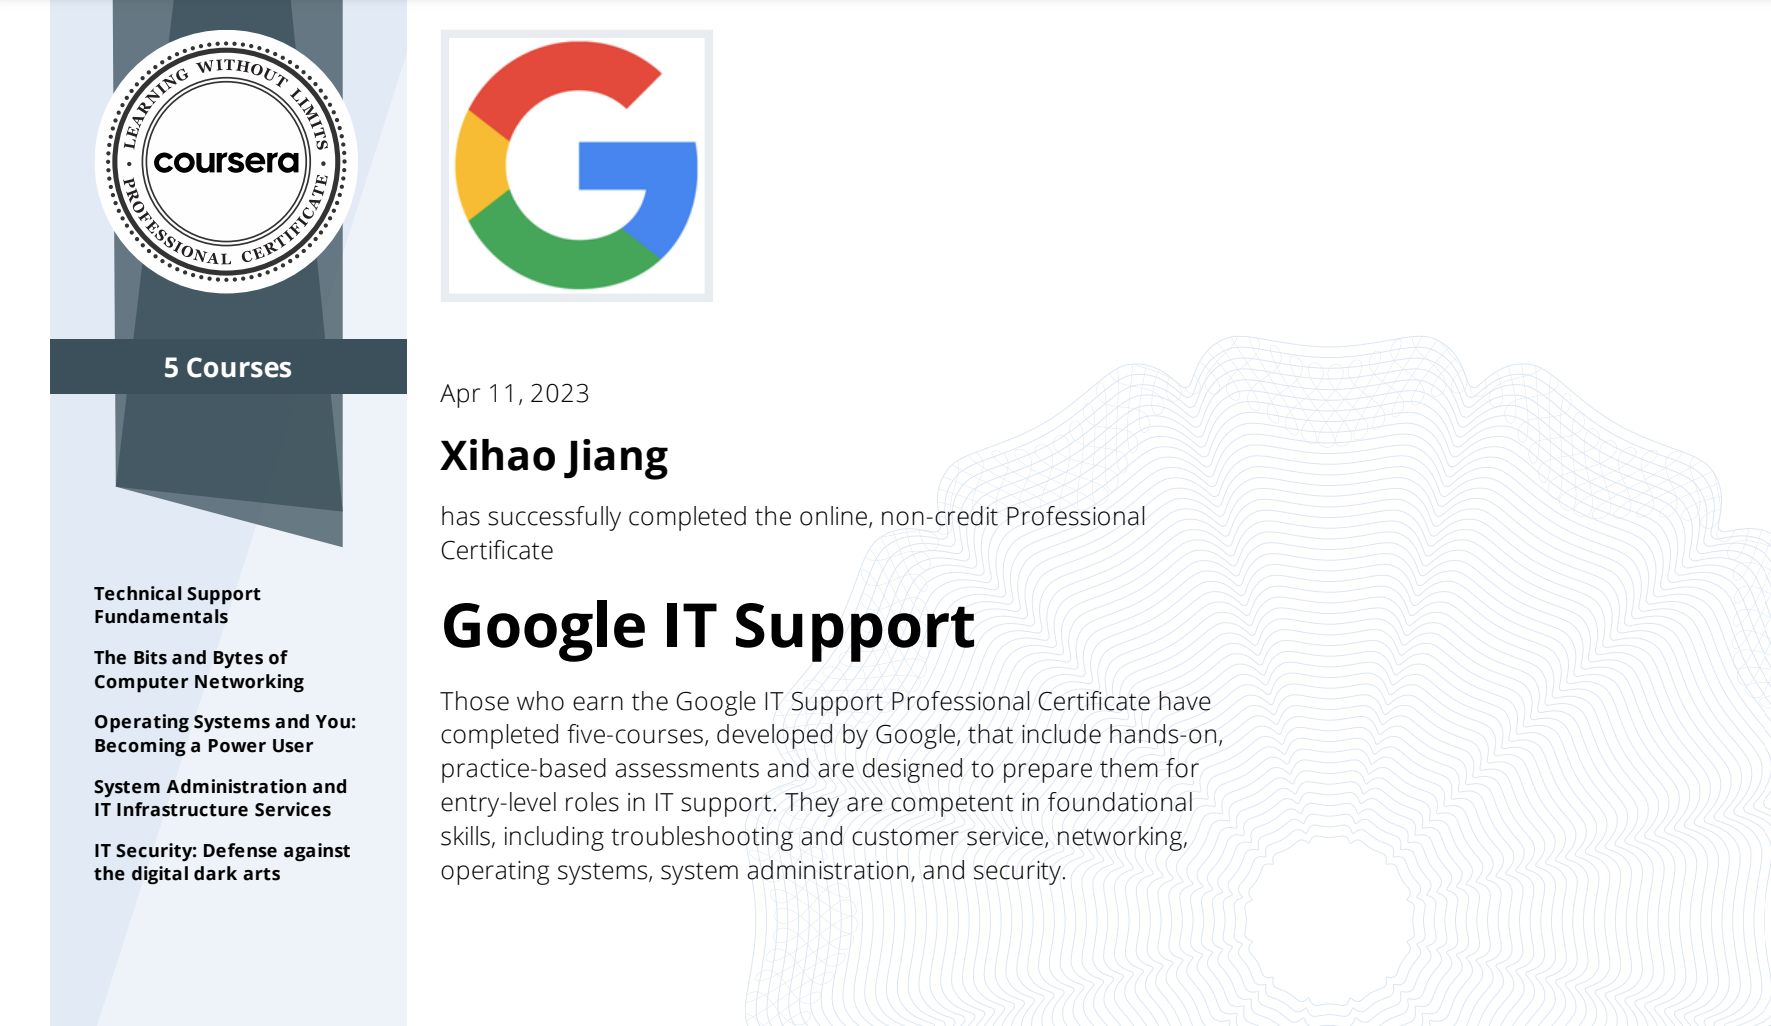 LEARNING WITHOUT LIMITS
coursera
PROFESSIONAL CERTIFICATE
5 Courses
Technical Support
Fundamentals
The Bits and Bytes of
Computer Networking
Operating Systems and You:
Becoming a Power User
System Administration and
IT Infrastructure Services
IT Security: Defense against
the digital dark arts
Apr 11, 2023
Xihao Jiang
has successfully completed the online, non-credit Professional
Certificate
Google IT Support
Those who earn the Google IT Support Professional Certificate have
completed five-courses, developed by Google, that include hands-on,
practice-based assessments and are designed to prepare them for
entry-level roles in IT support. They are competent in foundational
skills, including troubleshooting and customer service, networking,
operating systems, system administration, and security.